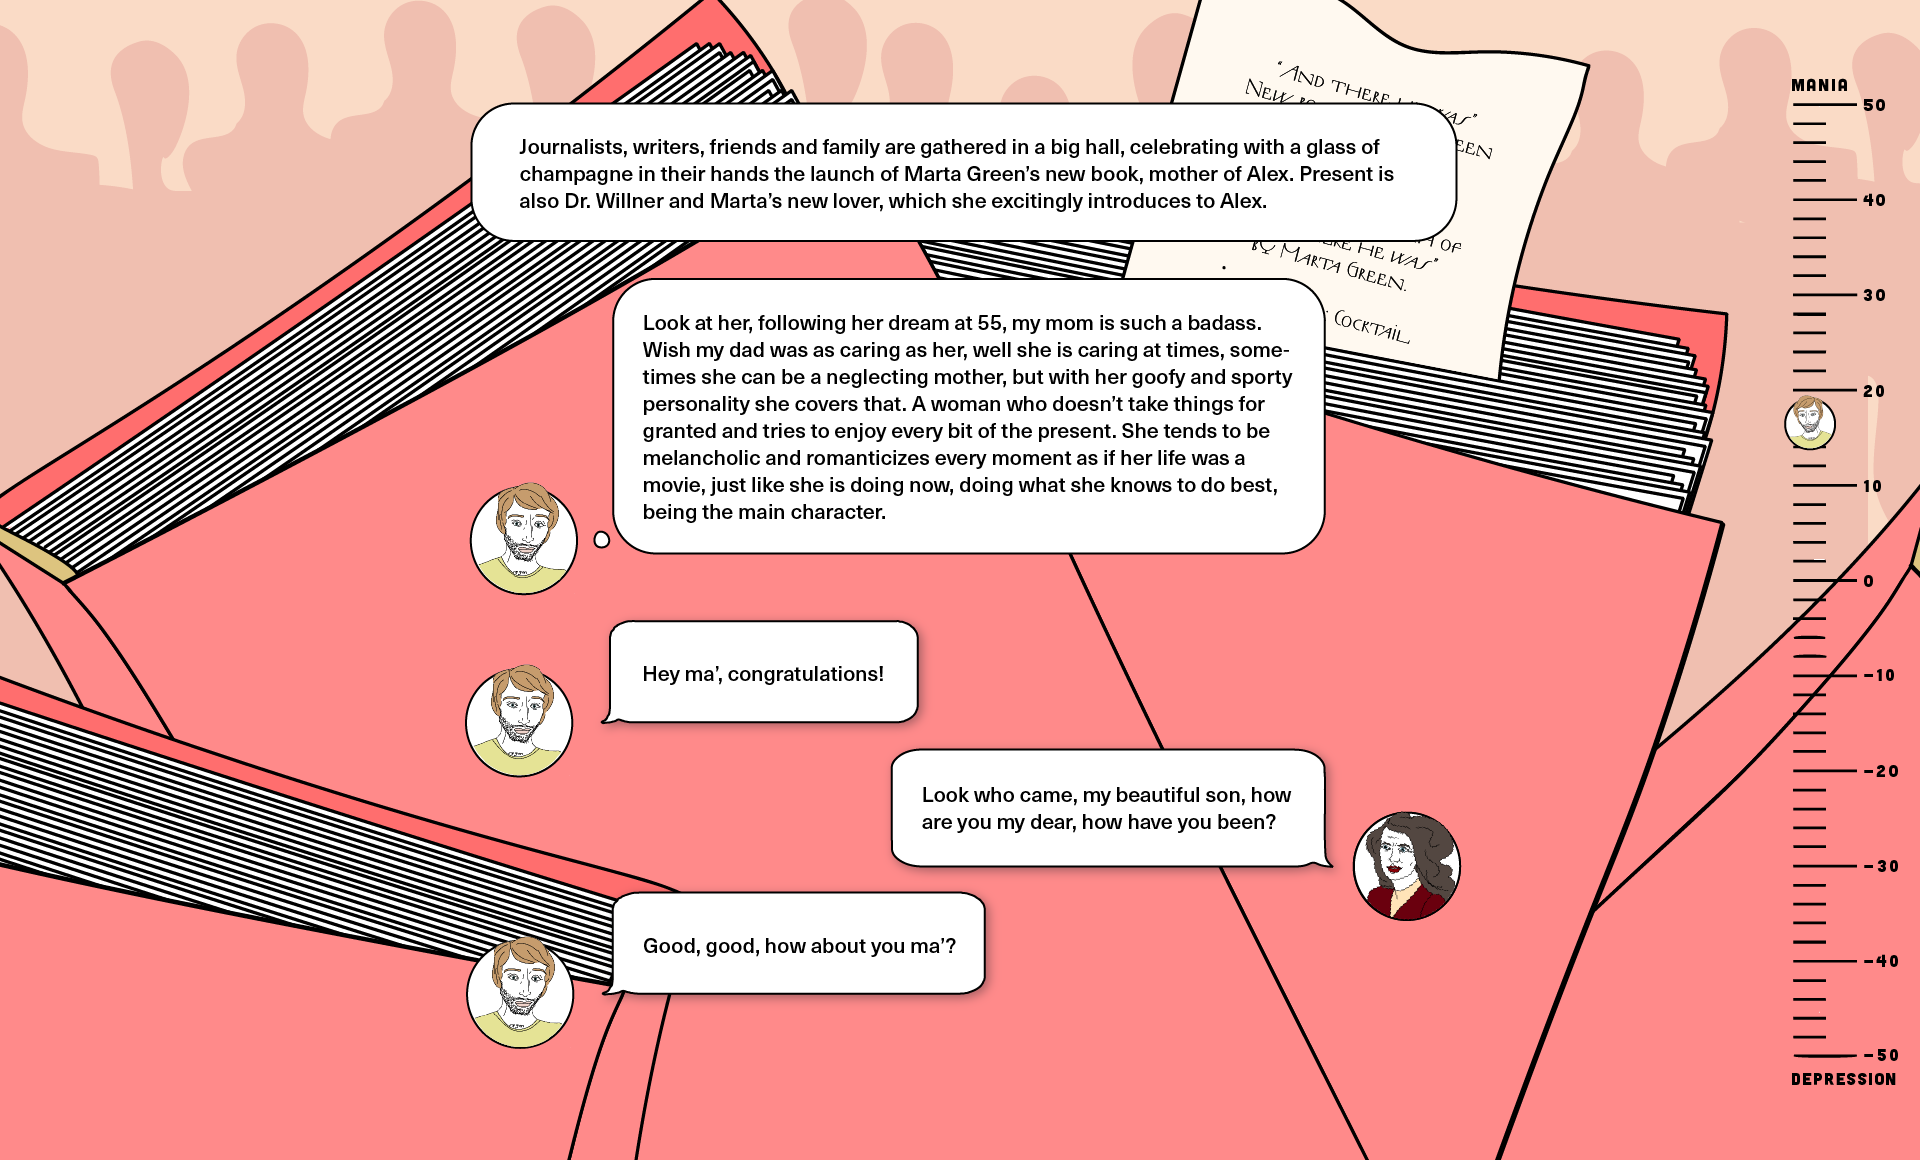 "AND THERE
WAS"
NEW
EEN
Journalists, writers, friends and family are gathered in a big hall, celebrating with a glass of
champagne in their hands the launch of Marta Green's new book, mother of Alex. Present is
also Dr. Willner and Marta's new lover, which she excitingly introduces to Alex.
OF
ERE HE WAS"
BY MARTA GREEN.
COCKTAIL
Look at her, following her dream at 55, my mom is such a badass.
Wish my dad was as caring as her, well she is caring at times, some-
times she can be a neglecting mother, but with her goofy and sporty
personality she covers that. A woman who doesn't take things for
granted and tries to enjoy every bit of the present. She tends to be
melancholic and romanticizes every moment as if her life was a
movie, just like she is doing now, doing what she knows to do best,
being the main character.
Hey ma', congratulations!
Look who came, my beautiful son, how
are you my dear, how have you been?
Good, good, how about you ma'?
MANIA
50
40
30
20
10
0
-10
-20
-30
-40
-50
DEPRESSION